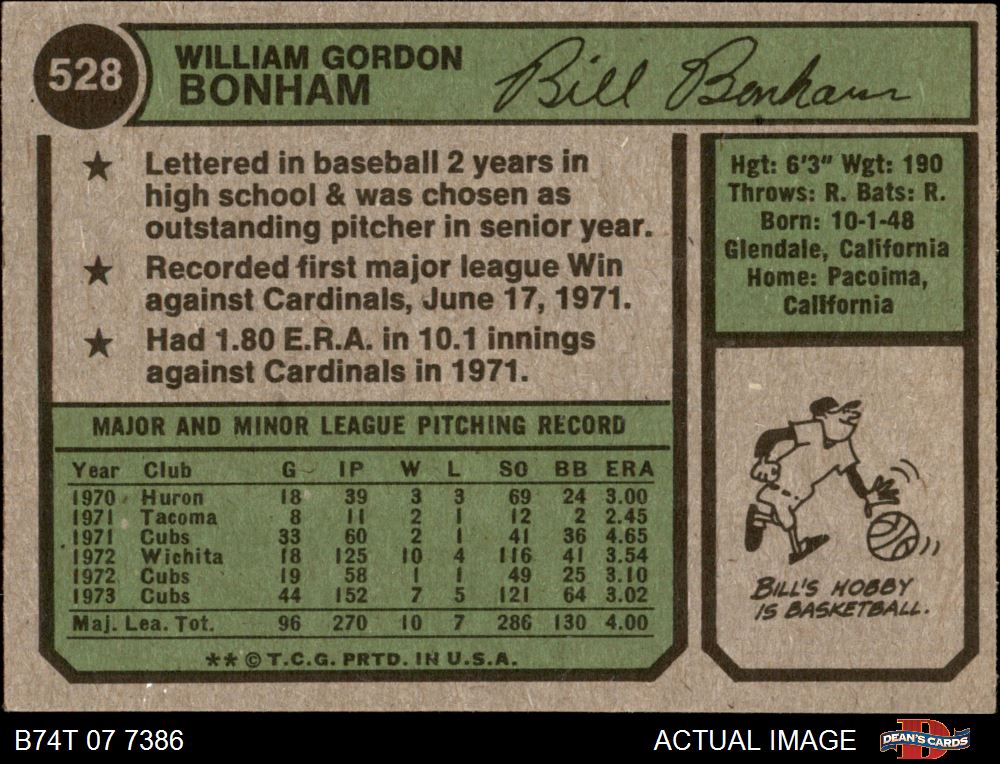 528
WILLIAM GORDON
BONHAM
Bill Bonham
★ Lettered in baseball 2 years in
high school & was chosen as
outstanding pitcher in senior year.
★ Recorded first major league Win
against Cardinals, June 17, 1971.
★ Had 1.80 E.R.A. in 10.1 innings
against Cardinals in 1971.
Hgt: 6'3" Wgt: 190
Throws: R. Bats: R.
Born: 10-1-48
Glendale, California
Home: Pacoima,
California
MAJOR AND MINOR LEAGUE PITCHING RECORD
Year Club G IP W L SO BB ERA
1970 Huron 18 39 3 3 69 24 3.00
1971 Tacoma 8 11 2 1 12 2 2.45
1971 Cubs 33 60 2 1 41 36 4.65
1972 Wichita 18 125 10 4 116 41 3.54
1972 Cubs 19 58 1 1 49 25 3.10
1973 Cubs 44 152 7 5 121 64 3.02
Maj. Lea. Tot. 96 270 10 7 286 130 4.00
** © T.C.G. PRTD. IN U.S.A.
BILL'S HOBBY
IS BASKETBALL.
B74T 07 7386
ACTUAL IMAGE
D
DEAN'S CARDS